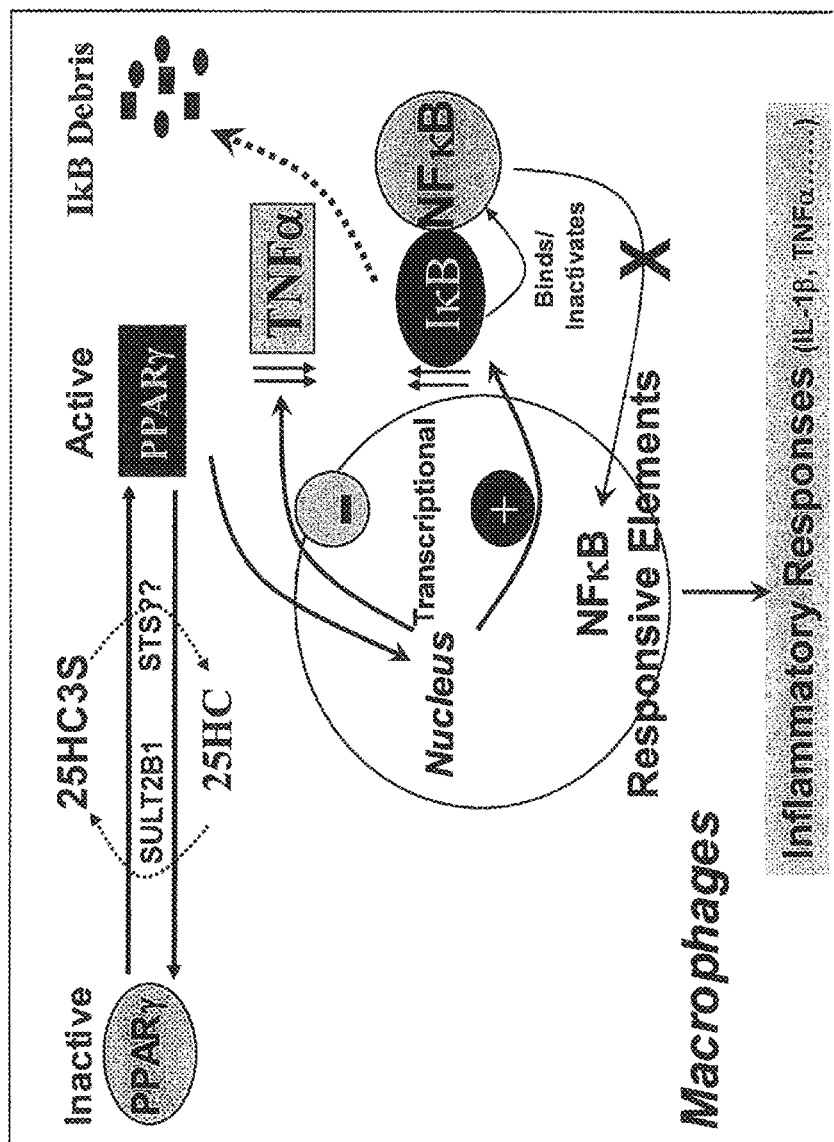 Inactive
PPARγ
25HC3S
SULT2B1
STS??
25HC
Active
PPARγ
IkB Debris
TNFα
Transcriptional
-
+
Nucleus
IκB
NFκB
Binds/
Inactivates
X
NFκB
Responsive Elements
Macrophages
Inflammatory Responses (IL-1β, TNFα......)